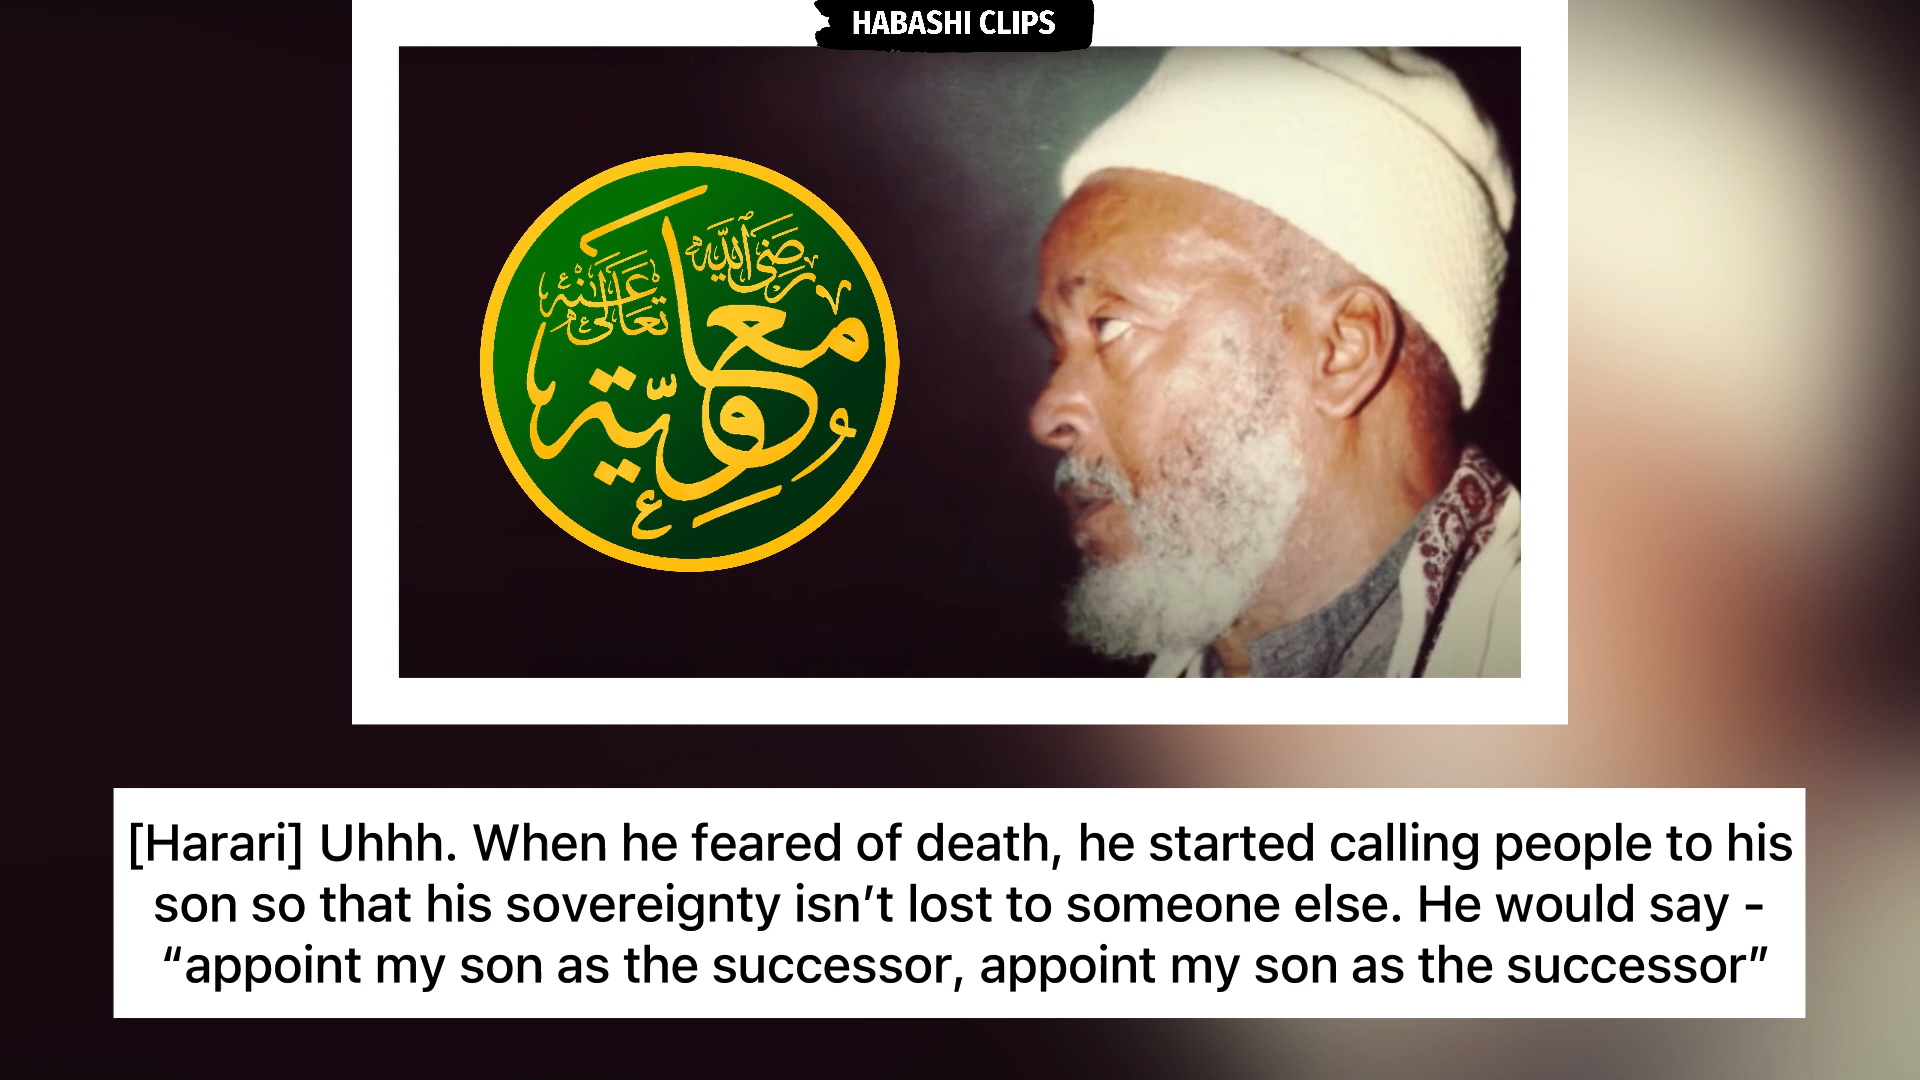 HABASHI CLIPS
معاوية
رضي الله
تعالى عنه
[Harari] Uhhh. When he feared of death, he started calling people to his
son so that his sovereignty isn’t lost to someone else. He would say -
“appoint my son as the successor, appoint my son as the successor”